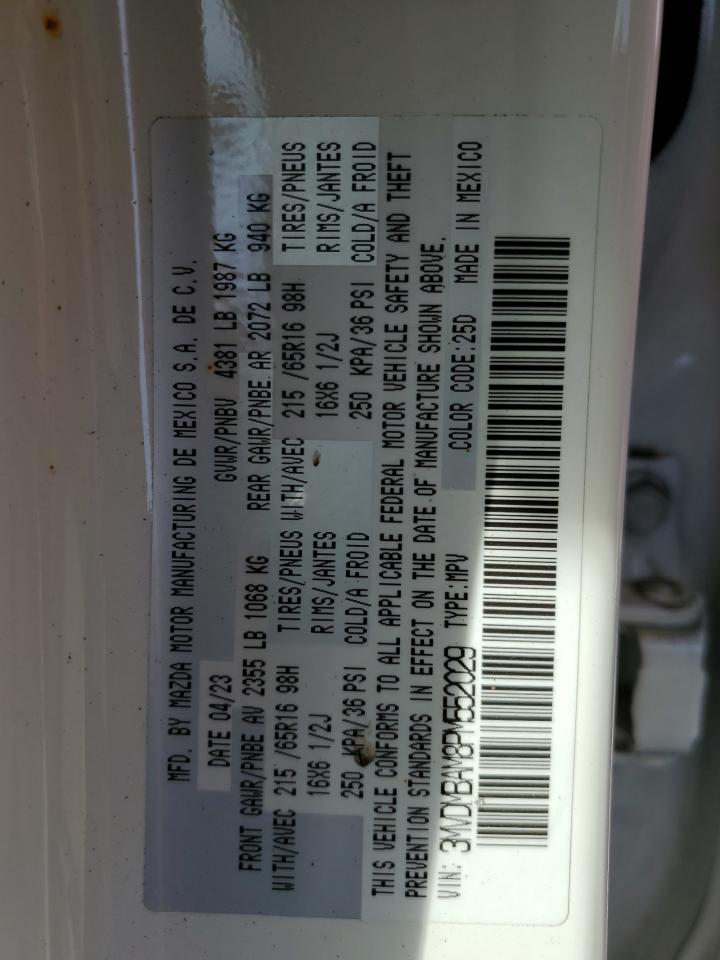 MFD. BY MAZDA MOTOR MANUFACTURING DE MEXICO S.A. DE C.V.
DATE 04/23 GVWR/PNBV 4381 LB 1987 KG
FRONT GAWR/PNBE AV 2355 LB 1068 KG REAR GAWR/PNBE AR 2072 LB 940 KG
WITH/AVEC 215 /65R16 98H TIRES/PNEUS WITH/AVEC 215 /65R16 98H TIRES/PNEUS
16X6 1/2J RIMS/JANTES 16X6 1/2J RIMS/JANTES
250 KPA/36 PSI COLD/A FROID 250 KPA/36 PSI COLD/A FROID
THIS VEHICLE CONFORMS TO ALL APPLICABLE FEDERAL MOTOR VEHICLE SAFETY AND THEFT
PREVENTION STANDARDS IN EFFECT ON THE DATE OF MANUFACTURE SHOWN ABOVE.
VIN: 3MVDMBAM8PM552029 TYPE:MPV COLOR CODE:25D MADE IN MEXICO